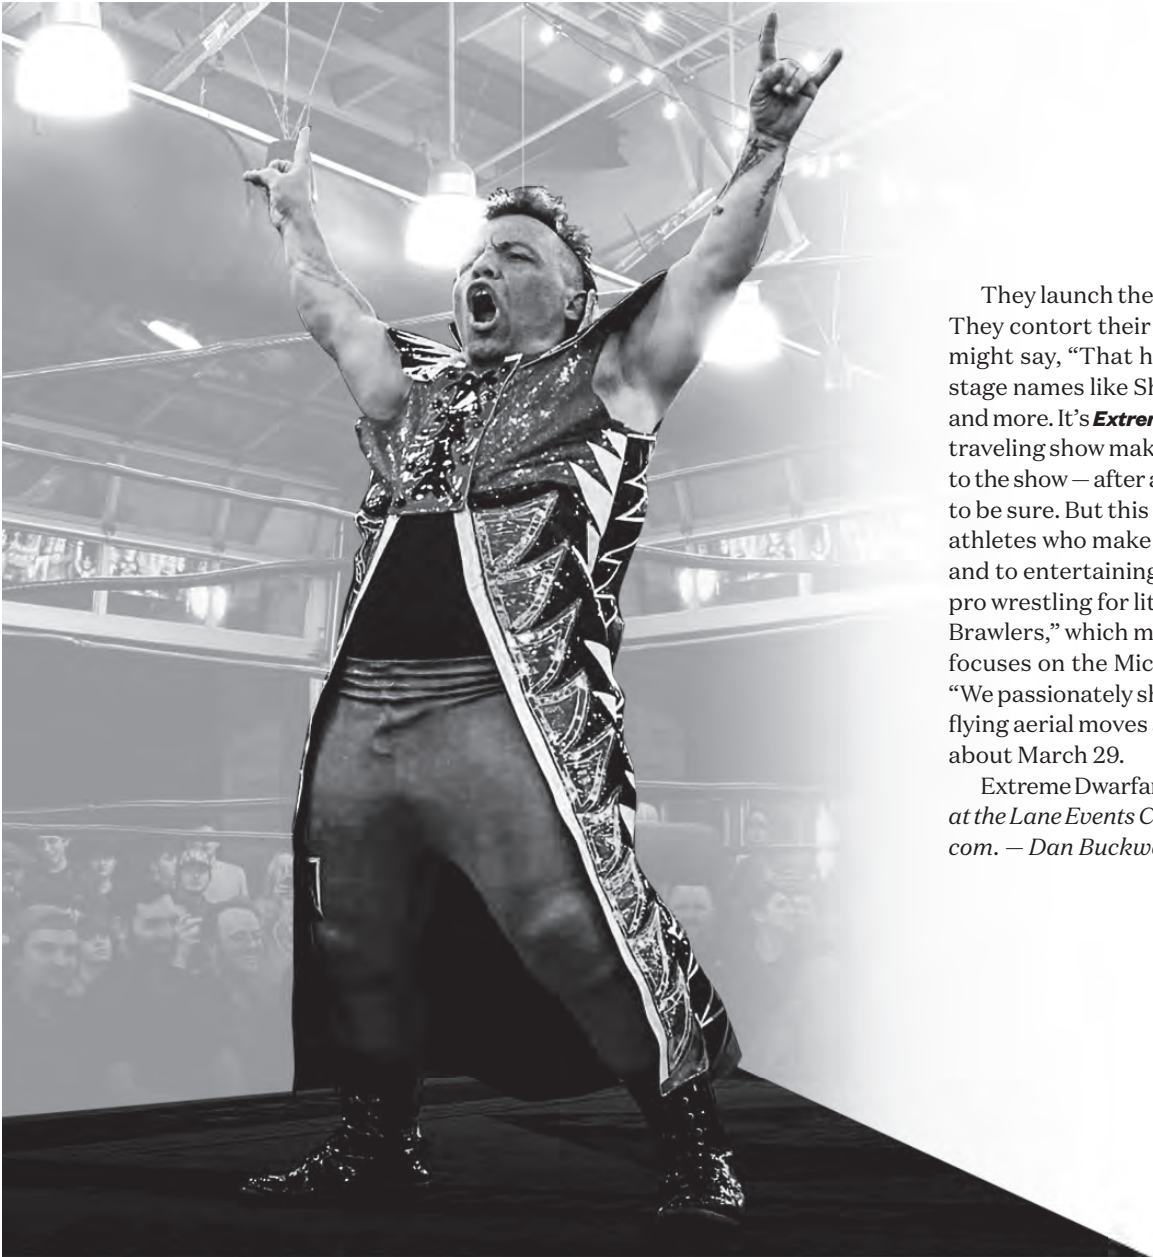 They launch the
They contort their
might say, “That h
stage names like Sh
and more. It’s Extrem
traveling show mak
to the show — after a
to be sure. But this
athletes who make
and to entertaining
pro wrestling for lit
Brawlers,” which m
focuses on the Mic
“We passionately sh
flying aerial moves
about March 29.
Extreme Dwarfan
at the Lane Events C
com. — Dan Buckwa